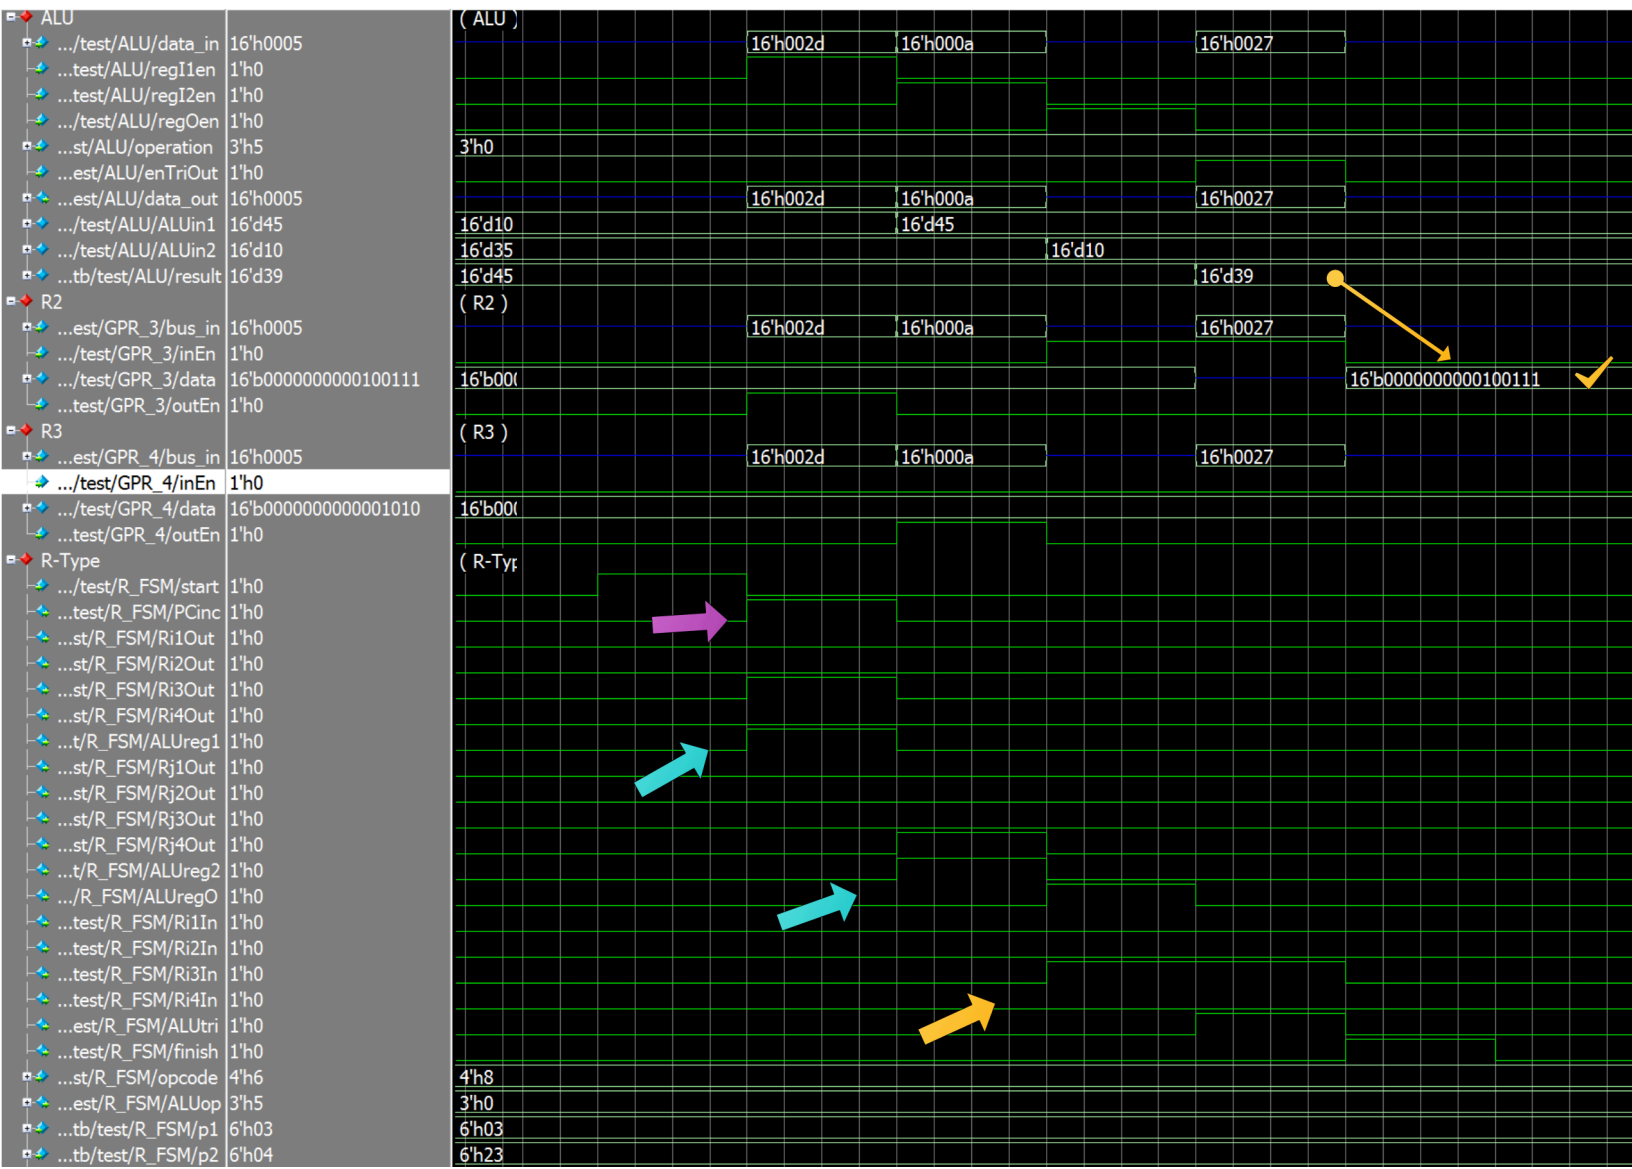 ALU ( ALU )
.../test/ALU/data_in 16'h0005 16'h002d 16'h000a 16'h0027
...test/ALU/regI1en 1'h0
...test/ALU/regI2en 1'h0
.../test/ALU/regOen 1'h0
...st/ALU/operation 3'h5 3'h0
...est/ALU/enTriOut 1'h0
...est/ALU/data_out 16'h0005 16'h002d 16'h000a 16'h0027
.../test/ALU/ALUin1 16'd45 16'd10 16'd45
.../test/ALU/ALUin2 16'd10 16'd35 16'd10
...tb/test/ALU/result 16'd39 16'd45 16'd39
R2 ( R2 )
...est/GPR_3/bus_in 16'h0005 16'h002d 16'h000a 16'h0027
.../test/GPR_3/inEn 1'h0
.../test/GPR_3/data 16'b0000000000100111 16'b000 16'b0000000000100111
...test/GPR_3/outEn 1'h0
R3 ( R3 )
...est/GPR_4/bus_in 16'h0005 16'h002d 16'h000a 16'h0027
.../test/GPR_4/inEn 1'h0
.../test/GPR_4/data 16'b0000000000001010 16'b000
...test/GPR_4/outEn 1'h0
R-Type ( R-Typ
.../test/R_FSM/start 1'h0
...test/R_FSM/PCinc 1'h0
...st/R_FSM/Ri1Out 1'h0
...st/R_FSM/Ri2Out 1'h0
...st/R_FSM/Ri3Out 1'h0
...st/R_FSM/Ri4Out 1'h0
...t/R_FSM/ALUreg1 1'h0
...st/R_FSM/Rj1Out 1'h0
...st/R_FSM/Rj2Out 1'h0
...st/R_FSM/Rj3Out 1'h0
...st/R_FSM/Rj4Out 1'h0
...t/R_FSM/ALUreg2 1'h0
.../R_FSM/ALUregO 1'h0
...test/R_FSM/Ri1In 1'h0
...test/R_FSM/Ri2In 1'h0
...test/R_FSM/Ri3In 1'h0
...test/R_FSM/Ri4In 1'h0
...est/R_FSM/ALUtri 1'h0
...test/R_FSM/finish 1'h0
...st/R_FSM/opcode 4'h6 4'h8
...est/R_FSM/ALUop 3'h5 3'h0
...tb/test/R_FSM/p1 6'h03 6'h03
...tb/test/R_FSM/p2 6'h04 6'h23